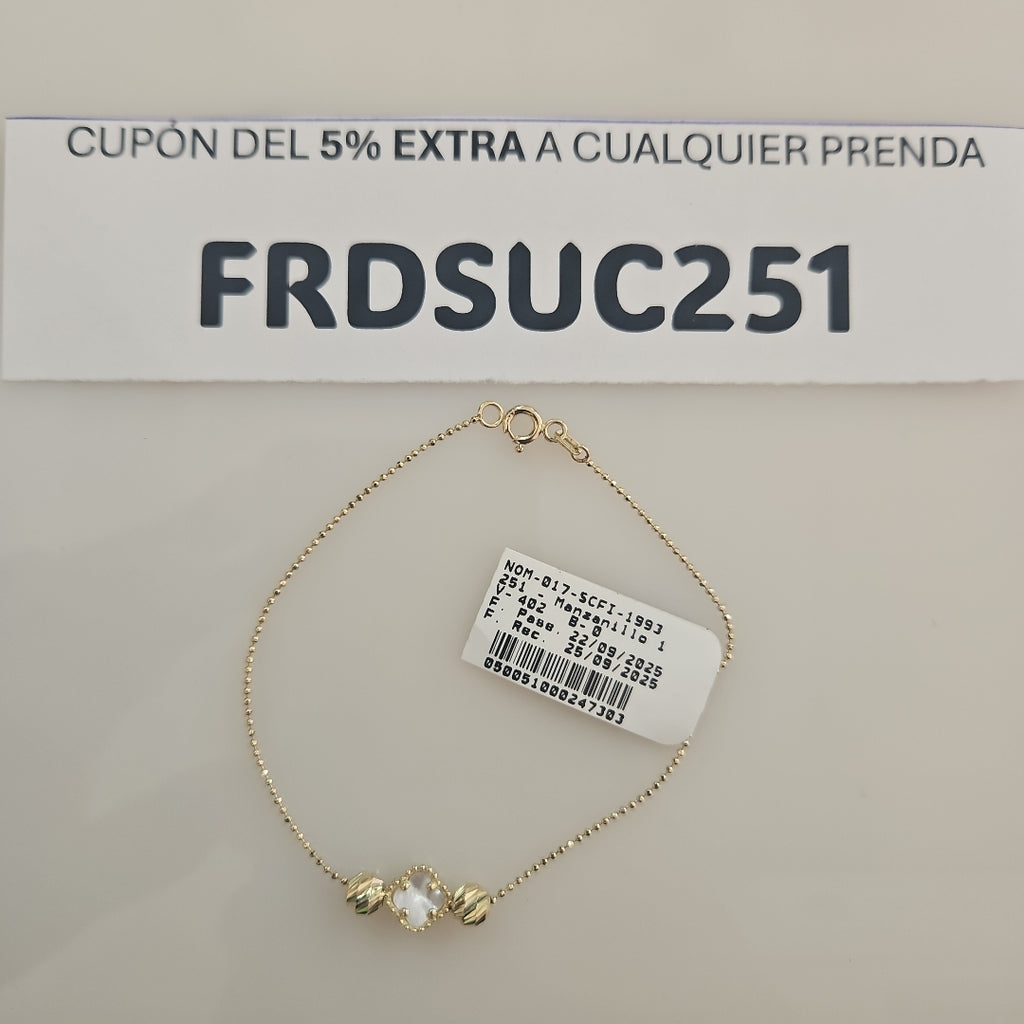 CUPÓN DEL 5% EXTRA A CUALQUIER PRENDA
FRDSUC251
NOM-017-SCFI-1993
251 - Manzanillo 1
V- 402 B-0
F. Pase. 22/09/2025
F. Rec. 25/09/2025
050051000247303